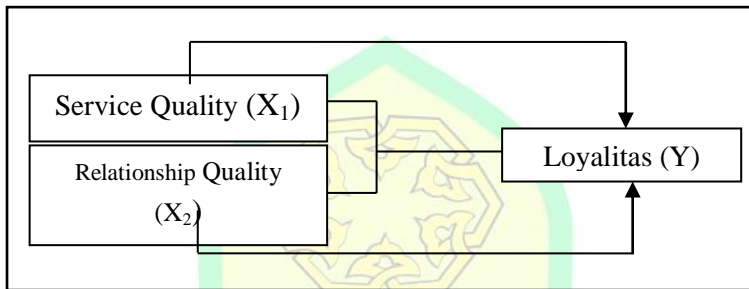 Service Quality (X₁)
Loyalitas (Y)
Relationship Quality
(X₂)